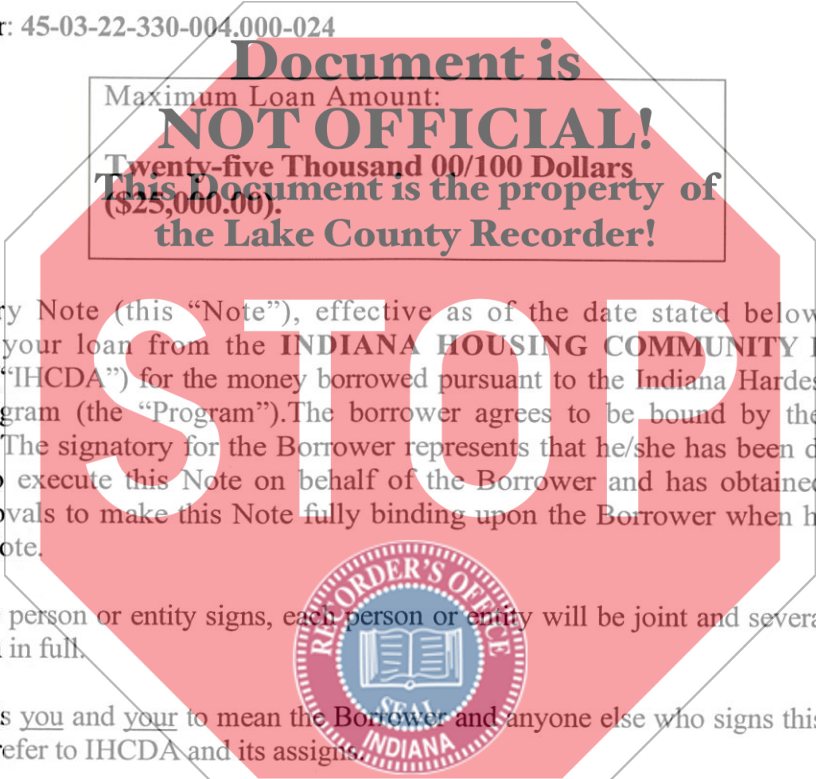 r: 45-03-22-330-004.000-024
Document is
Maximum Loan Amount:
NOT OFFICIAL!
Twenty-five Thousand 00/100 Dollars
This Document is the property of
($25,000.00).
the Lake County Recorder!
ry Note (this “Note”), effective as of the date stated below
your loan from the INDIANA HOUSING COMMUNITY
“IHCDA”) for the money borrowed pursuant to the Indiana Hardes
gram (the “Program”).The borrower agrees to be bound by the
The signatory for the Borrower represents that he/she has been d
o execute this Note on behalf of the Borrower and has obtained
vals to make this Note fully binding upon the Borrower when h
ote.
STOP
person or entity signs, each person or entity will be joint and severa
in full.
s you and your to mean the Borrower and anyone else who signs this
refer to IHCDA and its assigns.
RECORDER'S OFFICE
SEAL
INDIANA